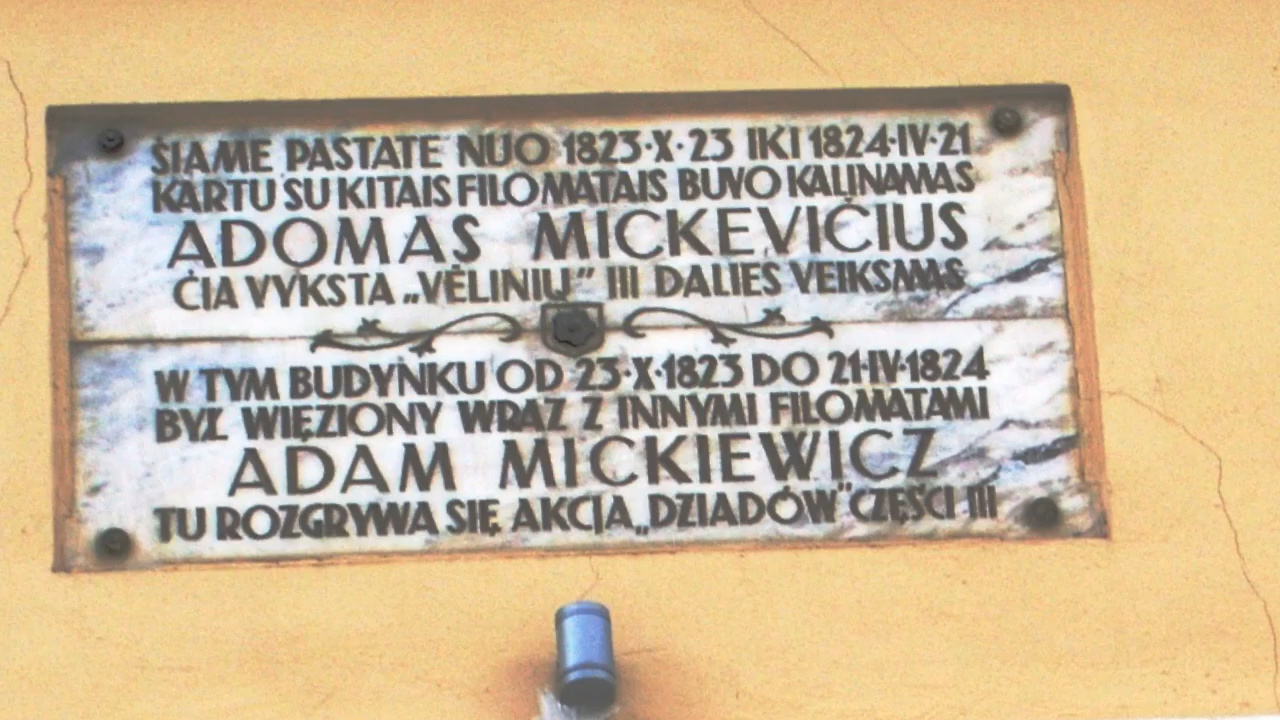 ŠIAME PASTATE NUO 1823·X·23 IKI 1824·IV·21
KARTU SU KITAIS FILOMATAIS BUVO KALINAMAS
ADOMAS MICKEVIČIUS
ČIA VYKSTA „VĖLINIŲ” III DALIES VEIKSMAS
W TYM BUDYNKU OD 23·X·1823 DO 21·IV·1824
BYŁ WIĘZIONY WRAZ Z INNYMI FILOMATAMI
ADAM MICKIEWICZ
TU ROZGRYWA SIĘ AKCJA „DZIADÓW” CZĘŚCI III